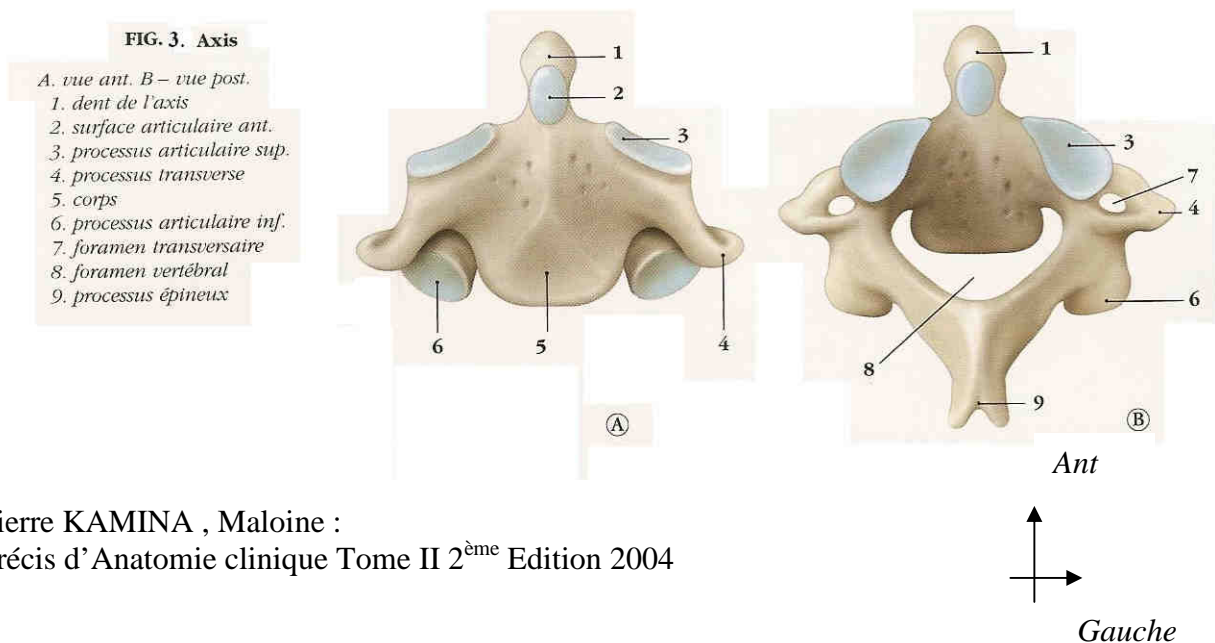 FIG. 3. Axis
A. vue ant. B – vue post.
1. dent de l'axis
2. surface articulaire ant.
3. processus articulaire sup.
4. processus transverse
5. corps
6. processus articulaire inf.
7. foramen transversaire
8. foramen vertébral
9. processus épineux
1
2
3
6
5
4
A
1
3
7
4
6
8
9
B
Ant
Gauche
ierre KAMINA , Maloine :
récis d'Anatomie clinique Tome II 2ème Edition 2004